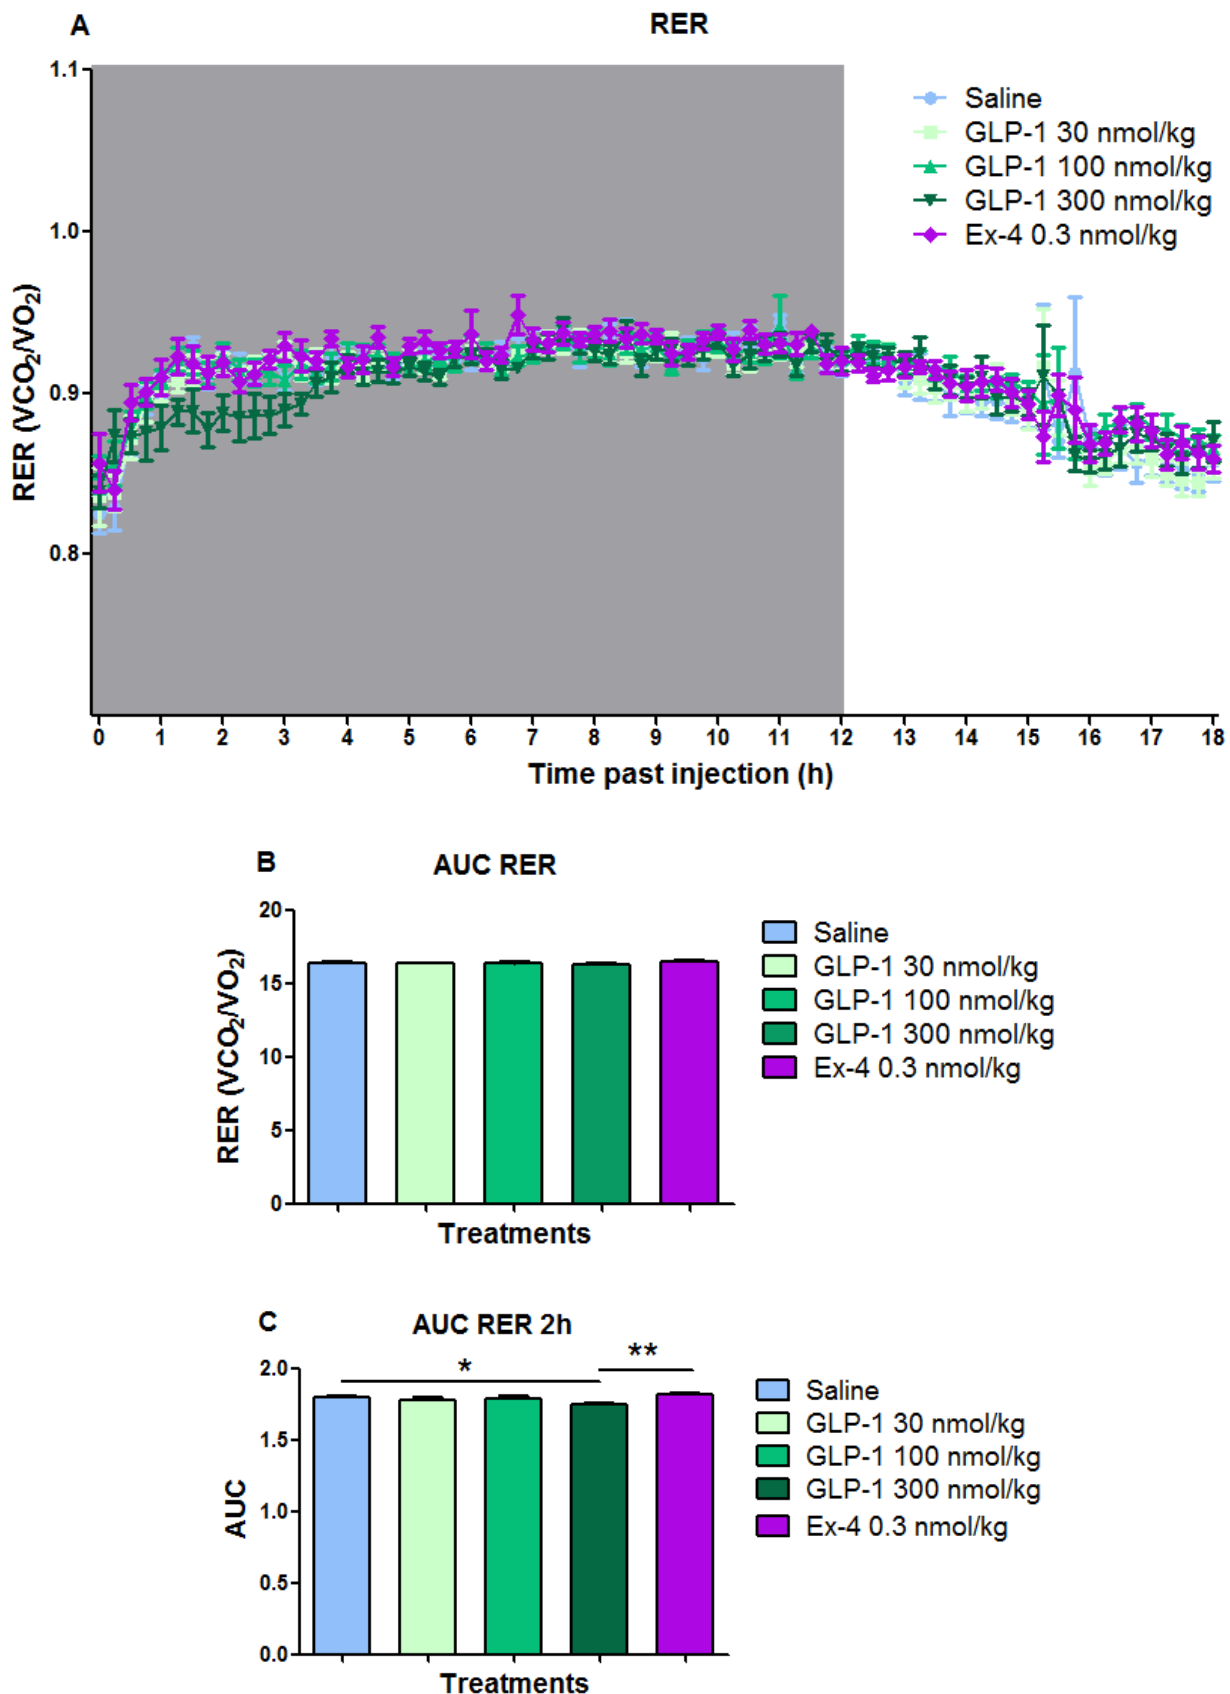 A
RER
1.1
1.0
0.9
0.8
RER (VCO₂/VO₂)
Saline
GLP-1 30 nmol/kg
GLP-1 100 nmol/kg
GLP-1 300 nmol/kg
Ex-4 0.3 nmol/kg
0 1 2 3 4 5 6 7 8 9 10 11 12 13 14 15 16 17 18
Time past injection (h)
B
AUC RER
20
15
10
5
0
RER (VCO₂/VO₂)
Treatments
Saline
GLP-1 30 nmol/kg
GLP-1 100 nmol/kg
GLP-1 300 nmol/kg
Ex-4 0.3 nmol/kg
C
AUC RER 2h
* **
2.0
1.5
1.0
0.5
0.0
AUC
Treatments
Saline
GLP-1 30 nmol/kg
GLP-1 100 nmol/kg
GLP-1 300 nmol/kg
Ex-4 0.3 nmol/kg